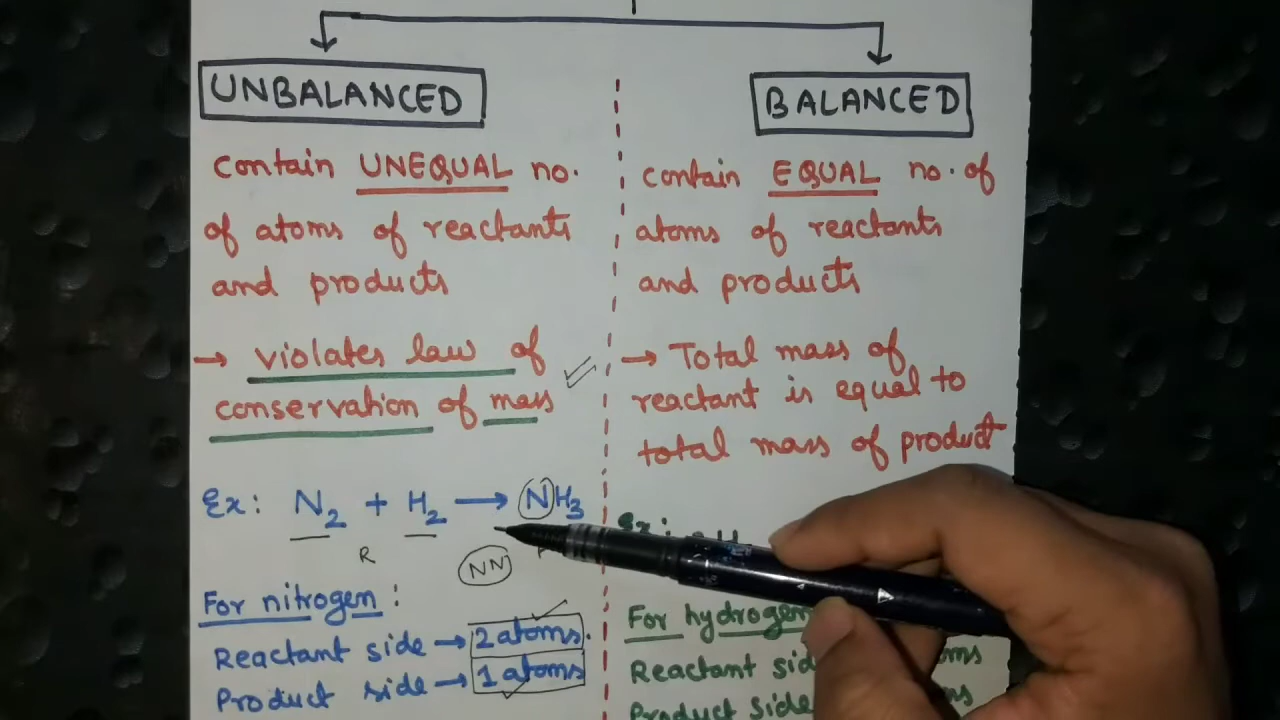 UNBALANCED
contain UNEQUAL no.
of atoms of reactants
and products
→ violates law of
conservation of mass
Ex: N2 + H2 → NH3
R
NN
For nitrogen:
Reactant side → 2 atoms.
Product side → 1 atoms
BALANCED
contain EQUAL no. of
atoms of reactants
and products
→ Total mass of
reactant is equal to
total mass of product
Ex:
For hydrogen
Reactant
Product side